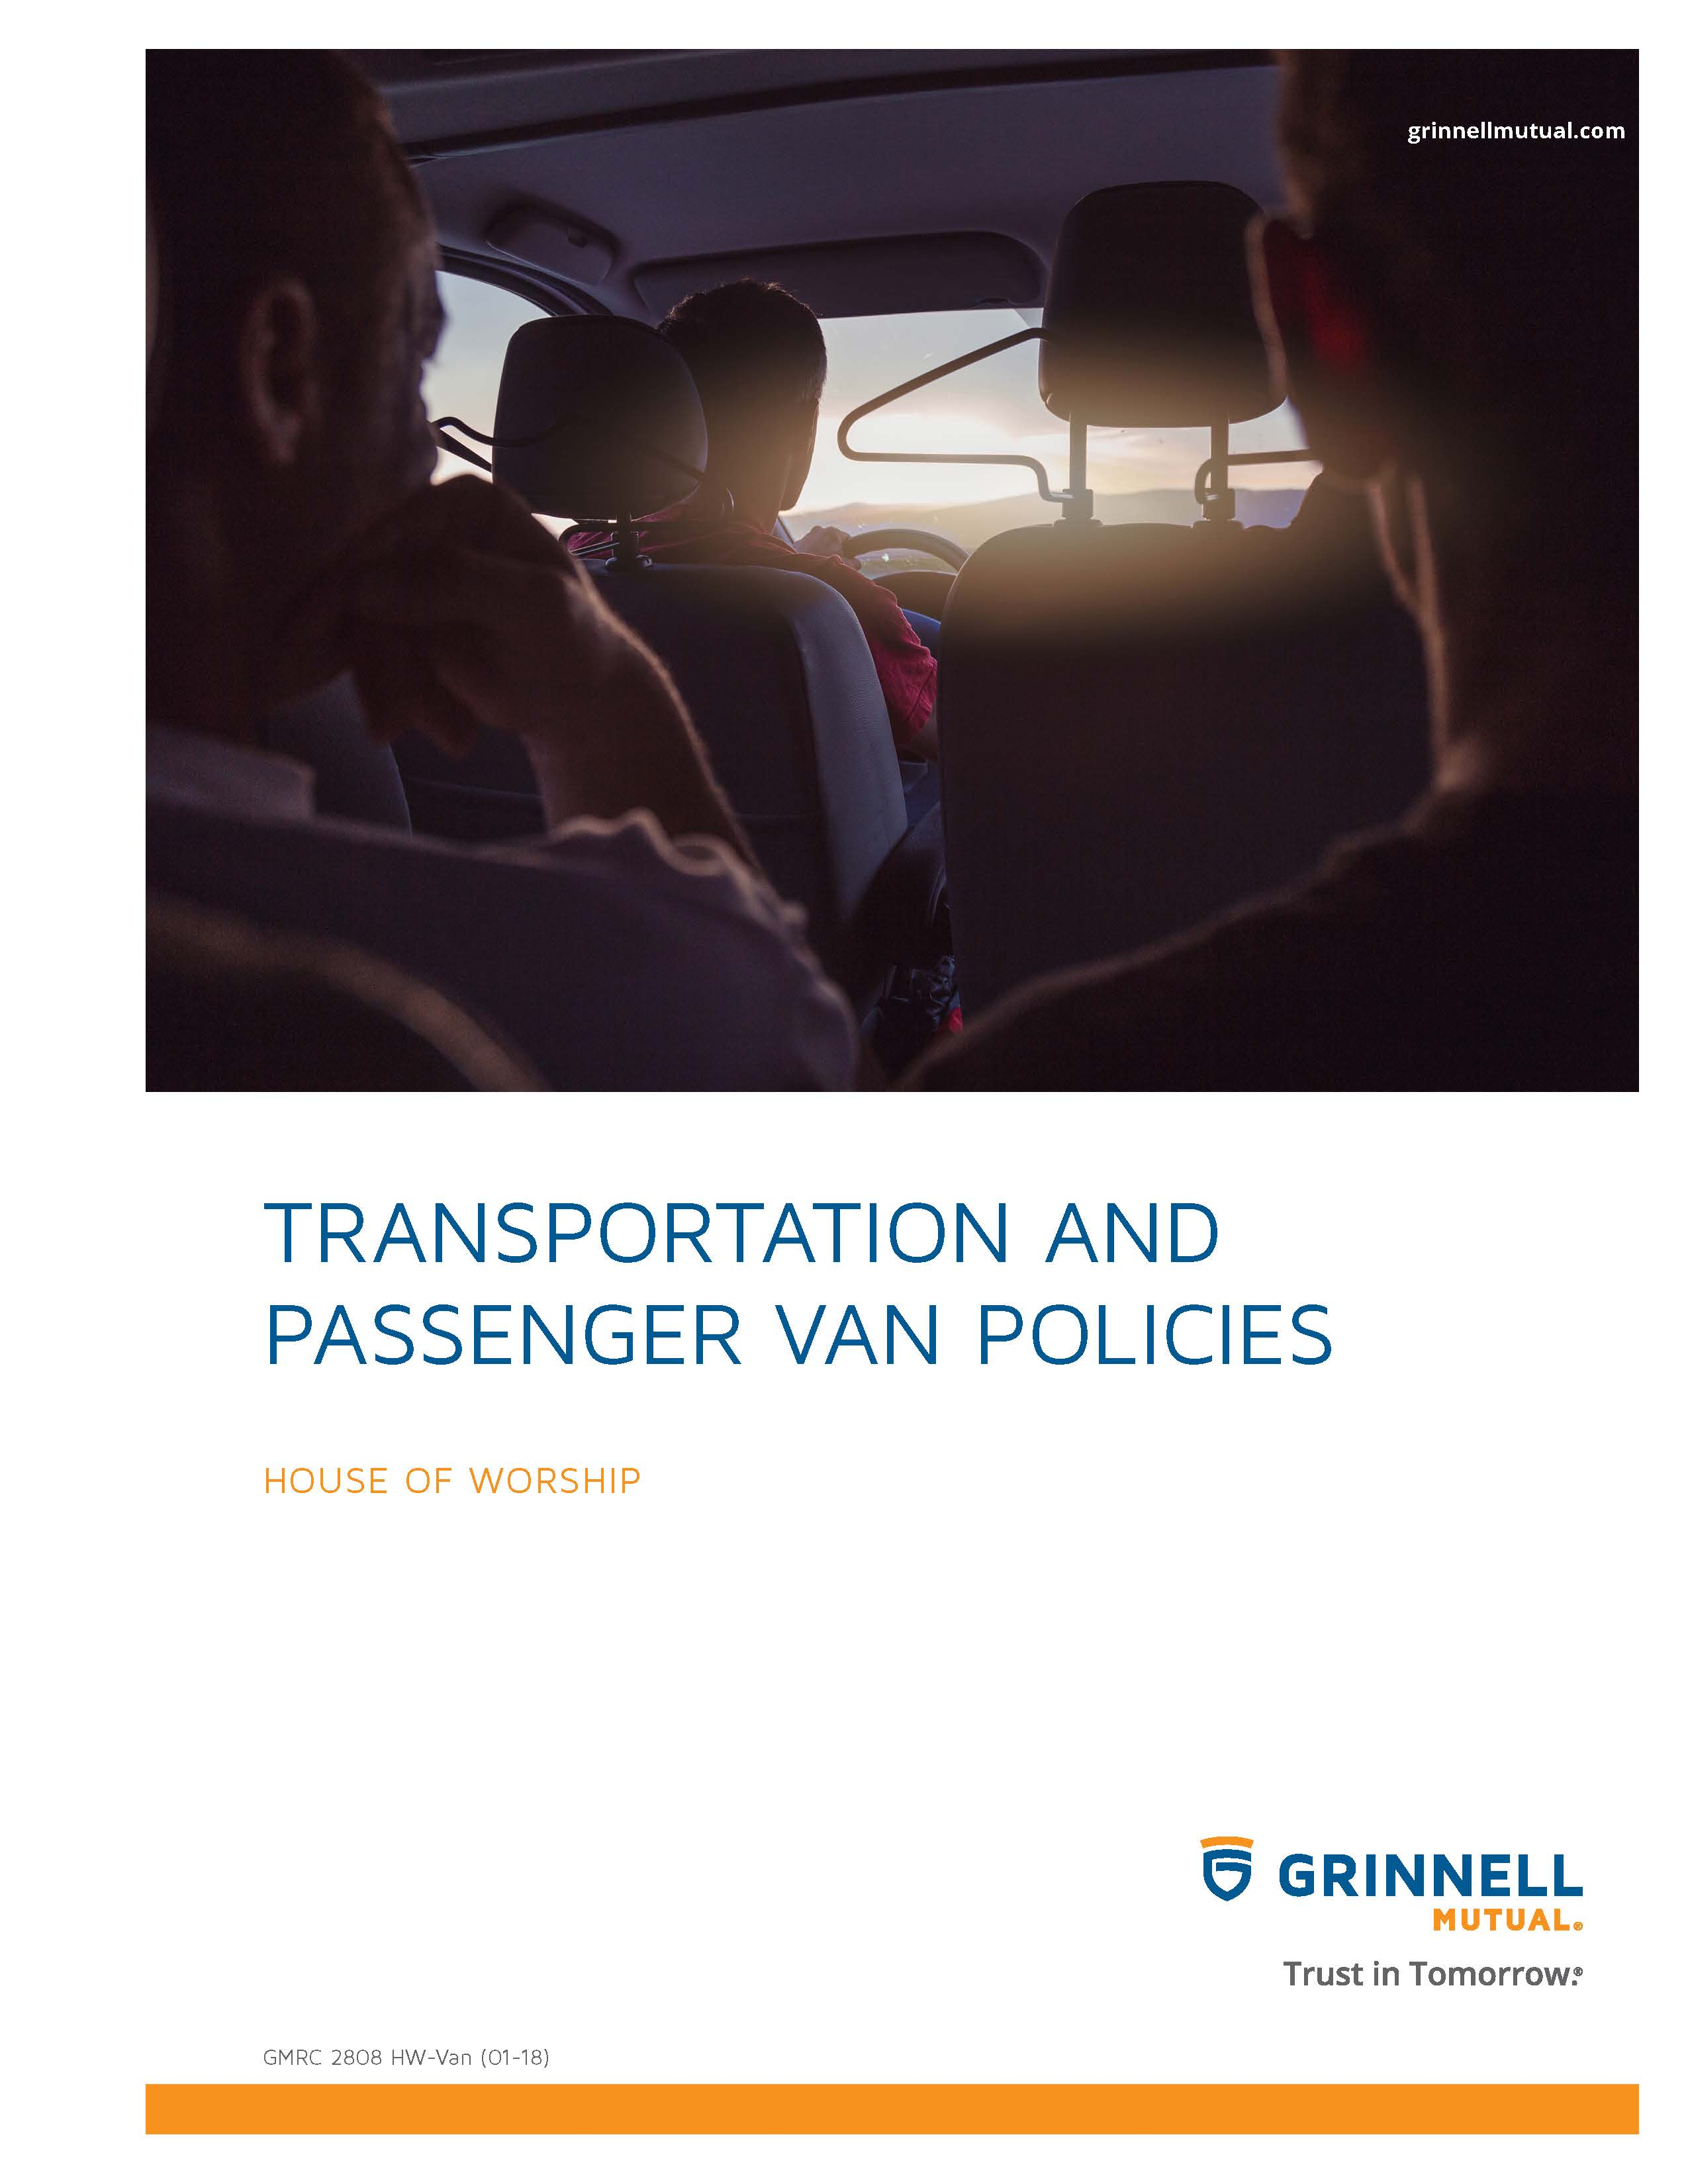 grinnellmutual.com
TRANSPORTATION AND
PASSENGER VAN POLICIES
HOUSE OF WORSHIP
GRINNELL
MUTUAL®
Trust in Tomorrow.®
GMRC 2808 HW-Van (01-18)